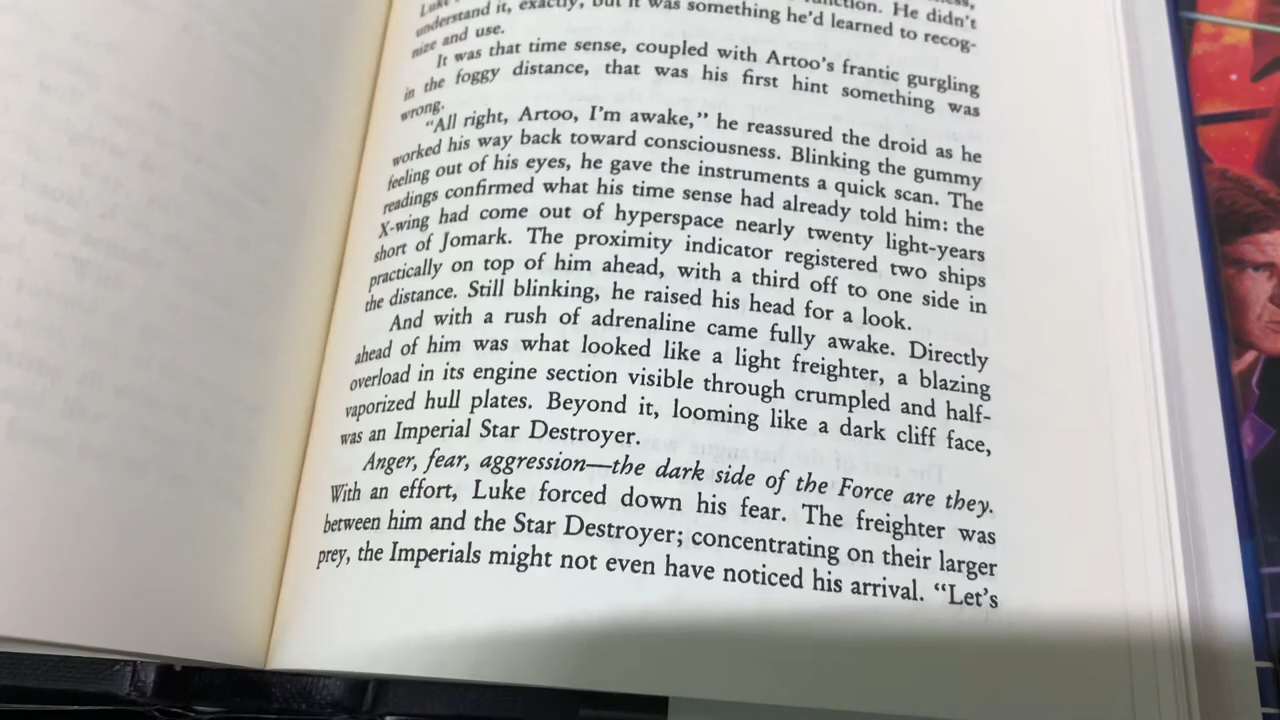 Luke
function. He didn't
understand it, exactly, but it was something he'd learned to recog-
nize and use.
It was that time sense, coupled with Artoo's frantic gurgling
in the foggy distance, that was his first hint something was
wrong.
“All right, Artoo, I'm awake,” he reassured the droid as he
worked his way back toward consciousness. Blinking the gummy
feeling out of his eyes, he gave the instruments a quick scan. The
readings confirmed what his time sense had already told him: the
X-wing had come out of hyperspace nearly twenty light-years
short of Jomark. The proximity indicator registered two ships
practically on top of him ahead, with a third off to one side in
the distance. Still blinking, he raised his head for a look.
And with a rush of adrenaline came fully awake. Directly
ahead of him was what looked like a light freighter, a blazing
overload in its engine section visible through crumpled and half-
vaporized hull plates. Beyond it, looming like a dark cliff face,
was an Imperial Star Destroyer.
Anger, fear, aggression—the dark side of the Force are they.
With an effort, Luke forced down his fear. The freighter was
between him and the Star Destroyer; concentrating on their larger
prey, the Imperials might not even have noticed his arrival. “Let's